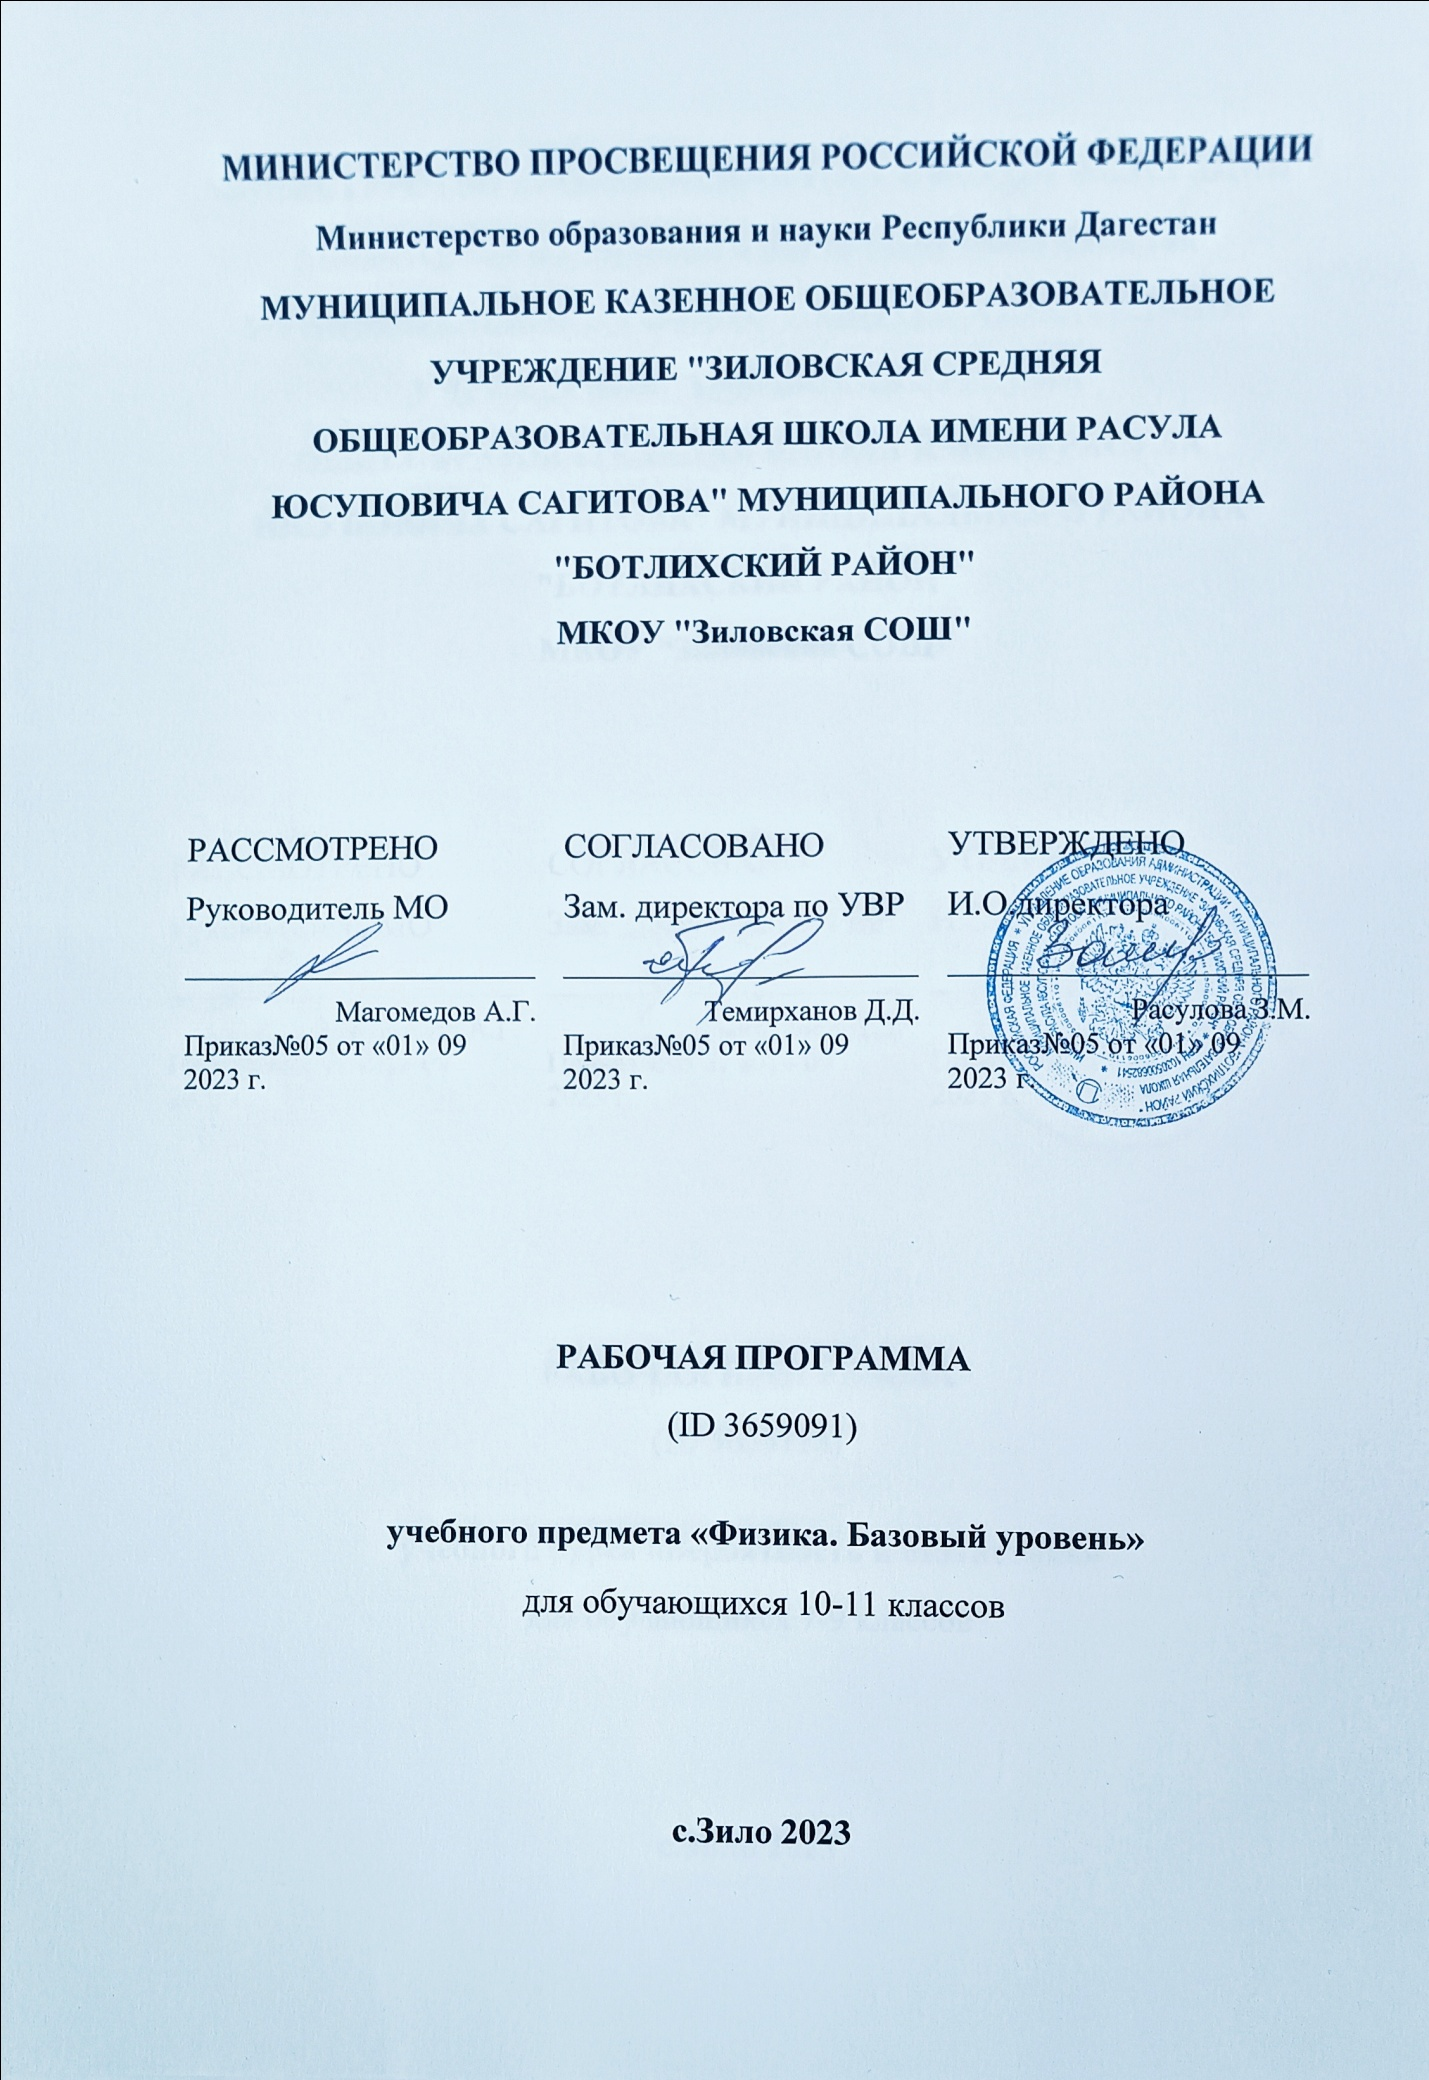 МИНИСТЕРСТВО ПРОСВЕЩЕНИЯ РОССИЙСКОЙ ФЕДЕРАЦИИ
Министерство образования и науки Республики Дагестан
МУНИЦИПАЛЬНОЕ КАЗЕННОЕ ОБЩЕОБРАЗОВАТЕЛЬНОЕ
УЧРЕЖДЕНИЕ "ЗИЛОВСКАЯ СРЕДНЯЯ
ОБЩЕОБРАЗОВАТЕЛЬНАЯ ШКОЛА ИМЕНИ РАСУЛА
ЮСУПОВИЧА САГИТОВА" МУНИЦИПАЛЬНОГО РАЙОНА
"БОТЛИХСКИЙ РАЙОН"
МКОУ "Зиловская СОШ"
РАССМОТРЕНО
Руководитель МО
Магомедов А.Г.
Приказ№05 от «01» 09
2023 г.
СОГЛАСОВАНО
Зам. директора по УВР
Темирханов Д.Д.
Приказ№05 от «01» 09
2023 г.
УТВЕРЖДЕНО
И.О.директора
Расулова З.М.
Приказ№05 от «01» 09
2023 г.
РАБОЧАЯ ПРОГРАММА
(ID 3659091)
учебного предмета «Физика. Базовый уровень»
для обучающихся 10-11 классов
с.Зило 2023